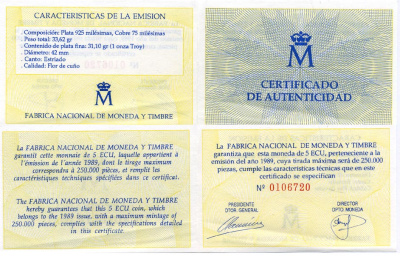 CARACTERISTICAS DE LA EMISION
. Composición: Plata 925 milésimas, Cobre 75 milésimas
. Peso total: 33,62 gr
. Contenido de plata fina: 31,10 gr (1 onza Troy)
. Diámetro: 42 mm
. Canto: Estriado
. Calidad: Flor de cuño
M
FABRICA NACIONAL DE MONEDA Y TIMBRE
M
CERTIFICADO
DE AUTENTICIDAD
La FABRICA NACIONAL DE MONEDA Y TIMBRE
garantit cette monnaie de 5 ECU, laquelle appartient à
l'émission de l'année 1989, dont le tirage maximum
correspondra à 250.000 pièces, et remplit les
caractéristiques techniques spécifiées dans ce certificat.
The FABRICA NACIONAL DE MONEDA Y TIMBRE
hereby guarantees that this 5 ECU coin, which
belongs to the 1989 issue, with a maximum mintage of
250.000 pieces, complies with the specifications detailed
in this certificate.
La FABRICA NACIONAL DE MONEDA Y TIMBRE
garantiza que esta moneda de 5 ECU, perteneciente a la
emisión del año 1989, cuya tirada máxima será de 250.000
piezas, cumple las características técnicas que en este
certificado se especifican
Nº 0106720
PRESIDENTE
DTOR. GENERAL
DIRECTOR
DPTO. MONEDA